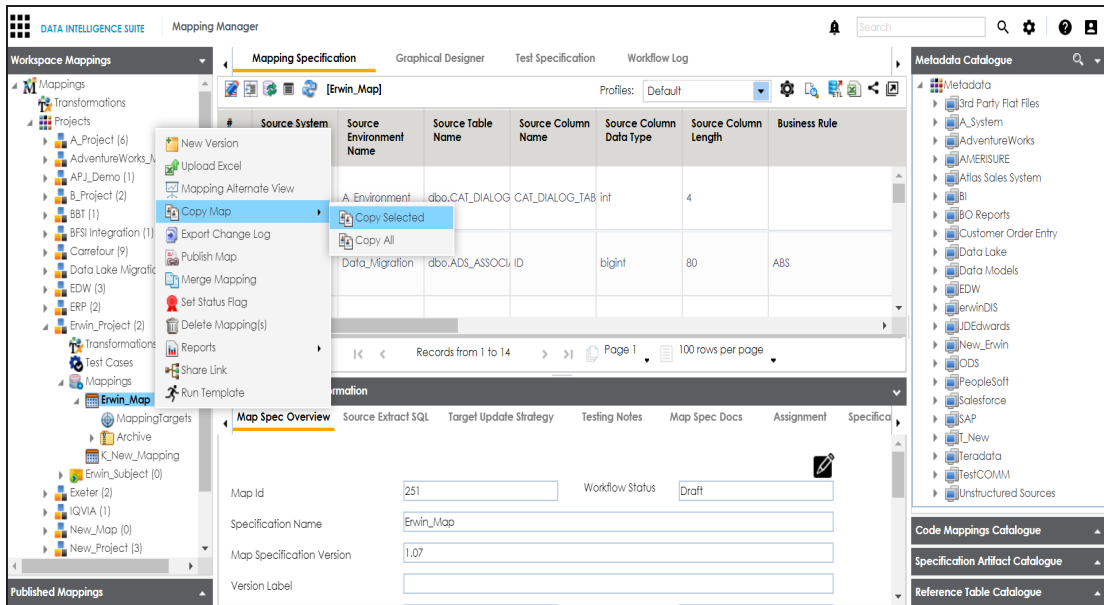 DATA INTELLIGENCE SUITE
Mapping Manager
Search
Workspace Mappings
Mappings
Transformations
Projects
A_Project (6)
AdventureWorks_M
APJ_Demo (1)
B_Project (2)
BBT (1)
BFSI Integration (1)
Carrefour (9)
Data Lake Migratio
EDW (3)
ERP (2)
Erwin_Project (2)
Transformations
Test Cases
Mappings
Erwin_Map
MappingTargets
Archive
K_New_Mapping
Erwin_Subject (0)
Exeter (2)
IQVIA (1)
New_Map (0)
New_Project (3)
Published Mappings
New Version
Upload Excel
Mapping Alternate View
Copy Map
Export Change Log
Publish Map
Merge Mapping
Set Status Flag
Delete Mapping(s)
Reports
Share Link
Run Template
Copy Selected
Copy All
Mapping Specification
Graphical Designer
Test Specification
Workflow Log
[Erwin_Map]
Profiles:
Default
#
Source System
Source
Environment
Name
Source Table
Name
Source Column
Name
Source Column
Data Type
Source Column
Length
Business Rule
A_Environment
dbo.CAT_DIALOG
CAT_DIALOG_TAB
int
4
Data_Migration
dbo.ADS_ASSOCIA
ID
bigint
80
ABS
Records from 1 to 14
Page 1
100 rows per page
rmation
Map Spec Overview
Source Extract SQL
Target Update Strategy
Testing Notes
Map Spec Docs
Assignment
Specifica
Map Id
251
Workflow Status
Draft
Specification Name
Erwin_Map
Map Specification Version
1.07
Version Label
Metadata Catalogue
Metadata
3rd Party Flat Files
A_System
AdventureWorks
AMERISURE
Atlas Sales System
BI
BO Reports
Customer Order Entry
Data Lake
Data Models
EDW
erwinDIS
JDEdwards
New_Erwin
ODS
PeopleSoft
Salesforce
SAP
T_New
Teradata
TestCOMM
Unstructured Sources
Code Mappings Catalogue
Specification Artifact Catalogue
Reference Table Catalogue